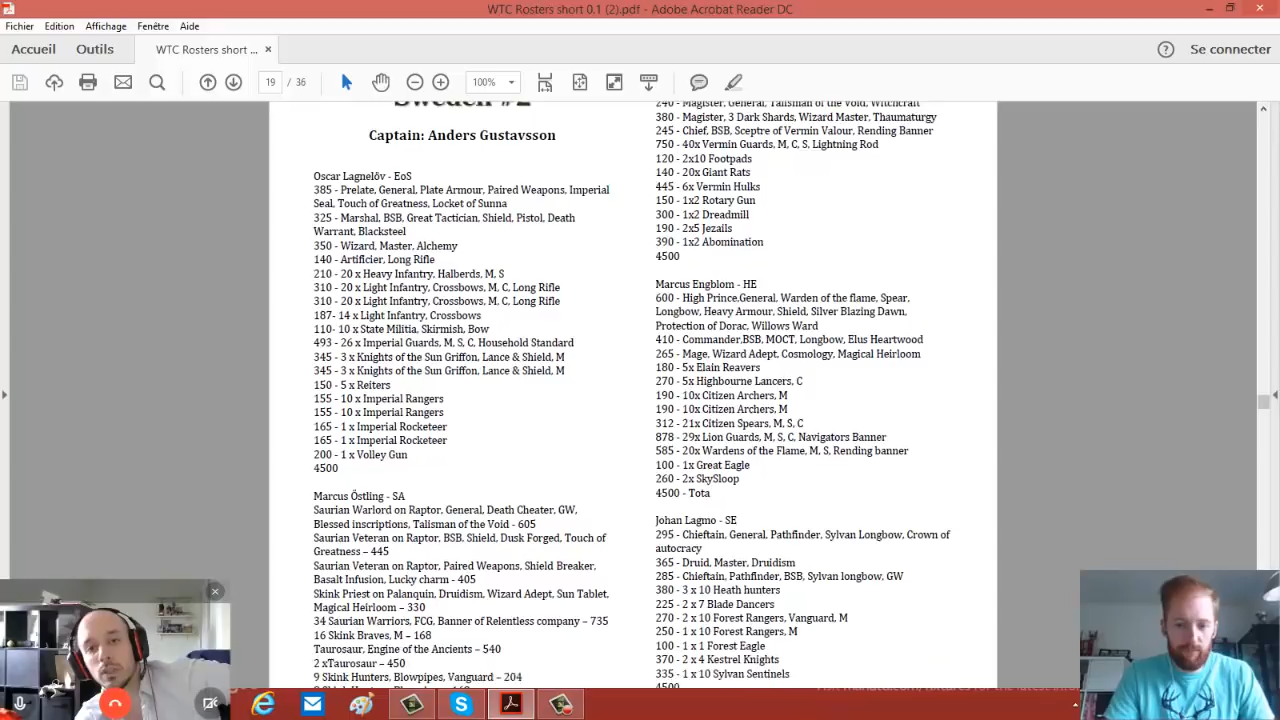 WTC Rosters short 0.1 (2).pdf - Adobe Acrobat Reader DC
Fichier Edition Affichage Fenêtre Aide
Accueil Outils WTC Rosters short ... × Se connecter
19 / 36 100%
Sweden #2
Captain: Anders Gustavsson
Oscar Lagnelöv - EoS
385 - Prelate, General, Plate Armour, Paired Weapons, Imperial
Seal, Touch of Greatness, Locket of Sunna
325 - Marshal, BSB, Great Tactician, Shield, Pistol, Death
Warrant, Blacksteel
350 - Wizard, Master, Alchemy
140 - Artificier, Long Rifle
210 - 20 x Heavy Infantry, Halberds, M, S
310 - 20 x Light Infantry, Crossbows, M, C, Long Rifle
310 - 20 x Light Infantry, Crossbows, M, C, Long Rifle
187- 14 x Light Infantry, Crossbows
110- 10 x State Militia, Skirmish, Bow
493 - 26 x Imperial Guards, M, S, C, Household Standard
345 - 3 x Knights of the Sun Griffon, Lance & Shield, M
345 - 3 x Knights of the Sun Griffon, Lance & Shield, M
150 - 5 x Reiters
155 - 10 x Imperial Rangers
155 - 10 x Imperial Rangers
165 - 1 x Imperial Rocketeer
165 - 1 x Imperial Rocketeer
200 - 1 x Volley Gun
4500
Marcus Östling - SA
Saurian Warlord on Raptor, General, Death Cheater, GW,
Blessed inscriptions, Talisman of the Void - 605
Saurian Veteran on Raptor, BSB, Shield, Dusk Forged, Touch of
Greatness – 445
Saurian Veteran on Raptor, Paired Weapons, Shield Breaker,
Basalt Infusion, Lucky charm - 405
Skink Priest on Palanquin, Druidism, Wizard Adept, Sun Tablet,
Magical Heirloom – 330
34 Saurian Warriors, FCG, Banner of Relentless company – 735
16 Skink Braves, M – 168
Taurosaur, Engine of the Ancients – 540
2 xTaurosaur – 450
9 Skink Hunters, Blowpipes, Vanguard – 204
240 - Magister, General, Talisman of the Void, Witchcraft
380 - Magister, 3 Dark Shards, Wizard Master, Thaumaturgy
245 - Chief, BSB, Sceptre of Vermin Valour, Rending Banner
750 - 40x Vermin Guards. M, C, S, Lightning Rod
120 - 2x10 Footpads
140 - 20x Giant Rats
445 - 6x Vermin Hulks
150 - 1x2 Rotary Gun
300 - 1x2 Dreadmill
190 - 2x5 Jezails
390 - 1x2 Abomination
4500
Marcus Engblom - HE
600 - High Prince,General, Warden of the flame, Spear,
Longbow, Heavy Armour, Shield, Silver Blazing Dawn,
Protection of Dorac, Willows Ward
410 - Commander,BSB, MOCT, Longbow, Elus Heartwood
265 - Mage, Wizard Adept, Cosmology, Magical Heirloom
180 - 5x Elain Reavers
270 - 5x Highbourne Lancers, C
190 - 10x Citizen Archers, M
190 - 10x Citizen Archers, M
312 - 21x Citizen Spears, M, S, C
878 - 29x Lion Guards, M, S, C, Navigators Banner
585 - 20x Wardens of the Flame, M, S, Rending banner
100 - 1x Great Eagle
260 - 2x SkySloop
4500 - Tota
Johan Lagmo - SE
295 - Chieftain, General, Pathfinder, Sylvan Longbow, Crown of
autocracy
365 - Druid, Master, Druidism
285 - Chieftain, Pathfinder, BSB, Sylvan longbow, GW
380 - 3 x 10 Heath hunters
225 - 2 x 7 Blade Dancers
270 - 2 x 10 Forest Rangers, Vanguard, M
250 - 1 x 10 Forest Rangers, M
100 - 1 x 1 Forest Eagle
370 - 2 x 4 Kestrel Knights
335 - 1 x 10 Sylvan Sentinels
4500